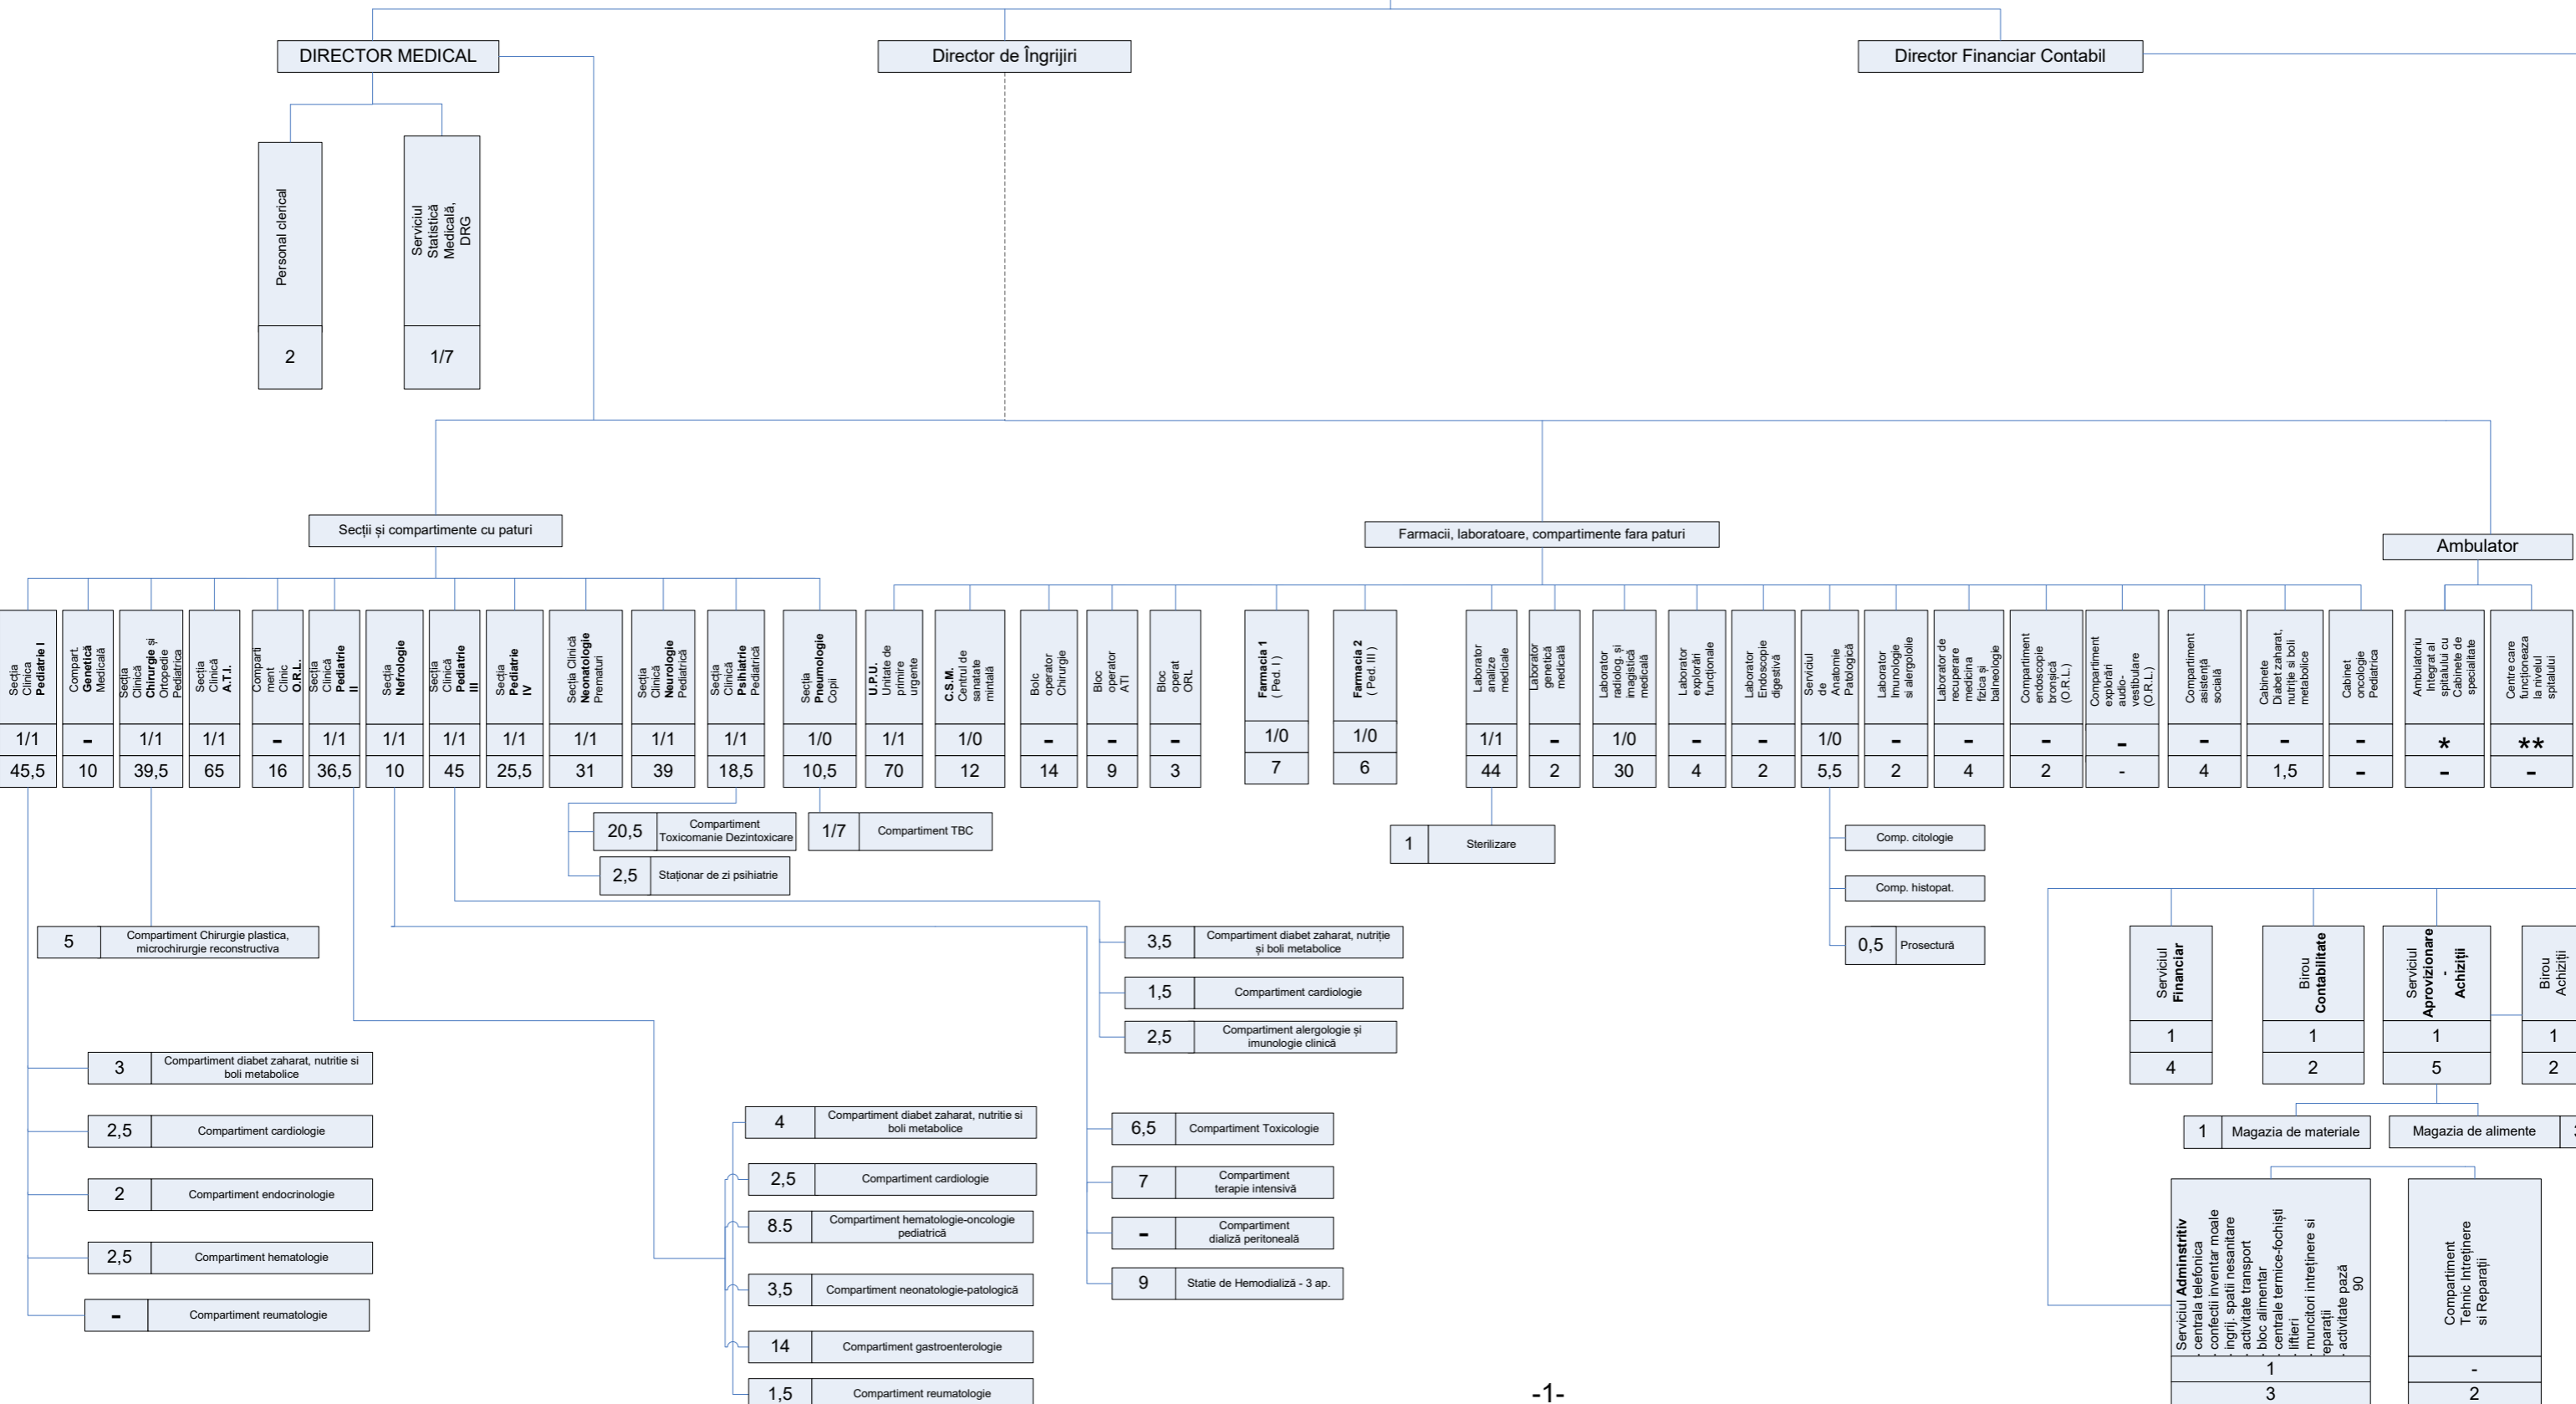 DIRECTOR MEDICAL
Director de Îngrijiri
Director Financiar Contabil
Personal clerical
2
Serviciul
Statistică
Medicală,
DRG
1/7
Secții și compartimente cu paturi
Farmacii, laboratoare, compartimente fara paturi
Ambulator
Secția
Clinica
Pediatrie I
1/1
45,5
Compart.
Genetică
Medicală
-
10
Secția
Clinică
Chirurgie și
Ortopedie
Pediatrica
1/1
39,5
Secția
Clinică
A.T.I.
1/1
65
Comparti
ment
Clinic
O.R.L.
-
16
Secția
Clinică
Pediatrie
II
1/1
36,5
Secția
Nefrologie
1/1
10
Secția
Clinică
Pediatrie
III
1/1
45
Secția
Pediatrie
IV
1/1
25,5
Secția Clinică
Neonatologie
Prematuri
1/1
31
Secția
Clinică
Neurologie
Pediatrică
1/1
39
Secția
Clinică
Psihiatrie
Pediatrică
1/1
18,5
Secția
Pneumologie
Copii
1/0
10,5
U.P.U.
Unitate de
primire
urgente
1/1
70
C.S.M.
Centrul de
sanatate
mintală
1/0
12
Bolc
operator
Chirurgie
-
14
Bloc
operator
ATI
-
9
Bloc
operat
ORL
-
3
Farmacia 1
( Ped. I )
1/0
7
Farmacia 2
( Ped. III )
1/0
6
Laborator
analize
medicale
1/1
44
Laborator
genetică
medicală
-
2
Laborator
radiolog. și
imagistică
medicală
1/0
30
Laborator
explorări
funcționale
-
4
Laborator
Endoscopie
digestivă
-
2
Serviciul
de
Anatomie
Patologică
1/0
5,5
Laborator
Imunologie
si alergololie
-
2
Laborator de
recuperare
medicina
fizica și
balneologie
-
4
Compartiment
endoscopie
bronșică
(O.R.L.)
-
2
Compartiment
explorări
audio-
vestibulare
(O.R.L.)
-
-
Compartiment
asistență
socială
-
4
Cabinete
Diabet zaharat,
nutriție si boli
metabolice
-
1,5
Cabinet
oncologie
Pediatrica
-
-
Ambulatoriu
Integrat al
spitalului cu
Cabinete de
specialitate
*
-
Centre care
funcționeaza
la nivelul
spitalului
**
-
20,5
Compartiment
Toxicomanie Dezintoxicare
2,5
Staționar de zi psihiatrie
1/7
Compartiment TBC
1
Sterilizare
Comp. citologie
Comp. histopat.
0,5
Prosectură
5
Compartiment Chirurgie plastica,
microchirurgie reconstructiva
3,5
Compartiment diabet zaharat, nutriție
și boli metabolice
1,5
Compartiment cardiologie
2,5
Compartiment alergologie și
imunologie clinică
3
Compartiment diabet zaharat, nutritie si
boli metabolice
2,5
Compartiment cardiologie
2
Compartiment endocrinologie
2,5
Compartiment hematologie
-
Compartiment reumatologie
4
Compartiment diabet zaharat, nutritie si
boli metabolice
2,5
Compartiment cardiologie
8.5
Compartiment hematologie-oncologie
pediatrică
3,5
Compartiment neonatologie-patologică
14
Compartiment gastroenterologie
1,5
Compartiment reumatologie
6,5
Compartiment Toxicologie
7
Compartiment
terapie intensivă
-
Compartiment
dializă peritoneală
9
Statie de Hemodializă - 3 ap.
Serviciul
Financiar
1
4
Birou
Contabilitate
1
2
Serviciul
Aprovizionare
-
Achiziții
1
5
Birou
Achiziții
1
2
1
Magazia de materiale
Magazia de alimente
Serviciul Adminstritiv
- centrala telefonica
- confectii inventar moale
- ingrij. spatii nesanitare
- activitate transport
- bloc alimentar
- centrale termice-fochiști
liftieri
- muncitori intreținere si
eparații
- activitate pază
90
1
3
Compartiment
Tehnic Intreținere
si Reparații
-
2
-1-